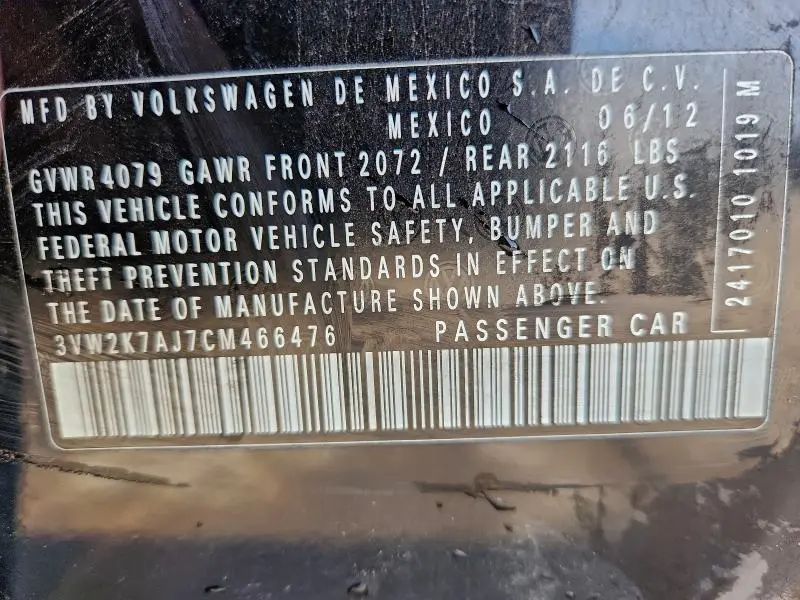 MFD BY VOLKSWAGEN DE MEXICO S.A. DE C.V.
MEXICO 06/12
GVWR4079 GAWR FRONT 2072 / REAR 2116 LBS
THIS VEHICLE CONFORMS TO ALL APPLICABLE U.S.
FEDERAL MOTOR VEHICLE SAFETY, BUMPER AND
THEFT PREVENTION STANDARDS IN EFFECT ON
THE DATE OF MANUFACTURE SHOWN ABOVE.
3VW2K7AJ7CM466476 PASSENGER CAR
2417010 1019 M